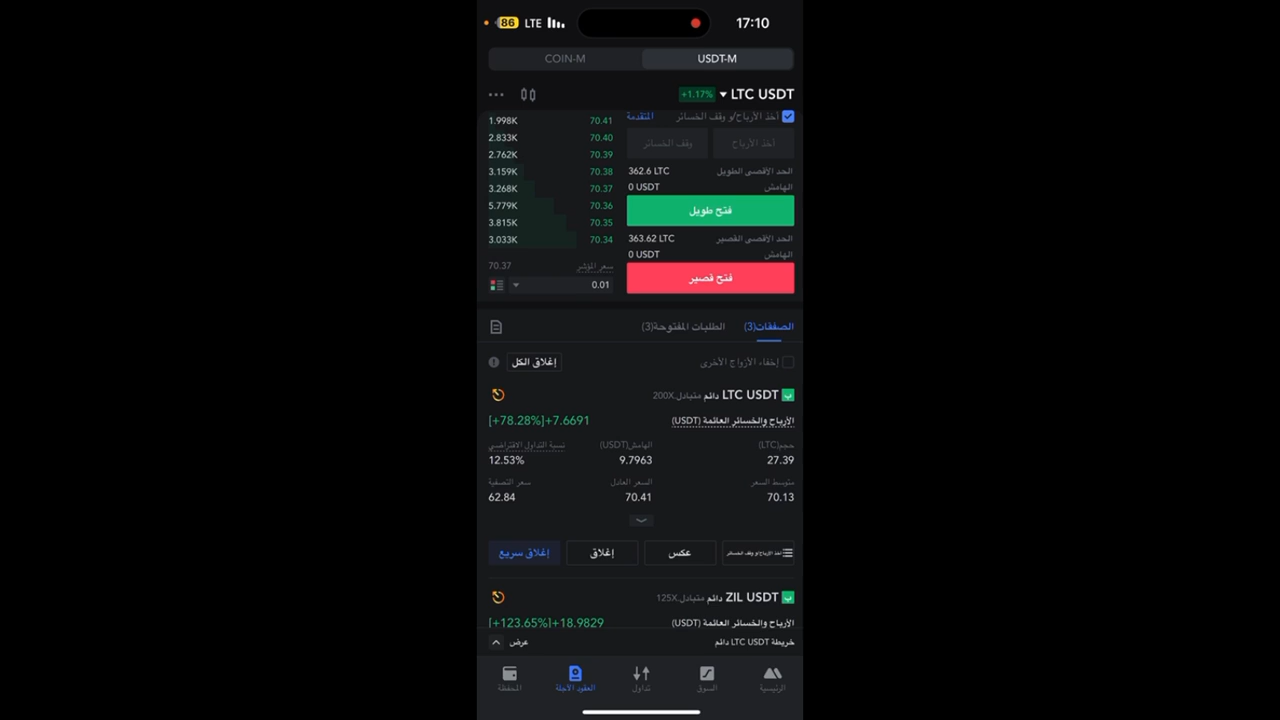 17:10
LTE 86
COIN-M USDT-M
LTC USDT +1.17%
أخذ الأرباح/و وقف الخسائر المتقدمة
أخذ الأرباح وقف الخسائر
الحد الأقصى الطويل 362.6 LTC
الهامش 0 USDT
فتح طويل
الحد الأقصى القصير 363.62 LTC
الهامش 0 USDT
فتح قصير
70.41 1.998K
70.40 2.833K
70.39 2.762K
70.38 3.159K
70.37 3.268K
70.36 5.779K
70.35 3.815K
70.34 3.033K
سعر المؤشر 70.37
0.01
الصفقات(3) الطلبات المفتوحة(3)
إخفاء الأزواج الأخرى إغلاق الكل
ب LTC USDT دائم متبادل.200X
الأرباح والخسائر العائمة (USDT) [+78.28%]+7.6691
حجم(LTC) الهامش(USDT) نسبة التداول الافتراضي
27.39 9.7963 12.53%
متوسط السعر السعر العادل سعر التصفية
70.13 70.41 62.84
أخذ الأرباح/و وقف الخسائر عكس إغلاق إغلاق سريع
ب ZIL USDT دائم متبادل.125X
الأرباح والخسائر العائمة (USDT) [+123.65%]+18.9829
خريطة LTC USDT دائم عرض
الرئيسية السوق تداول العقود الآجلة المحفظة